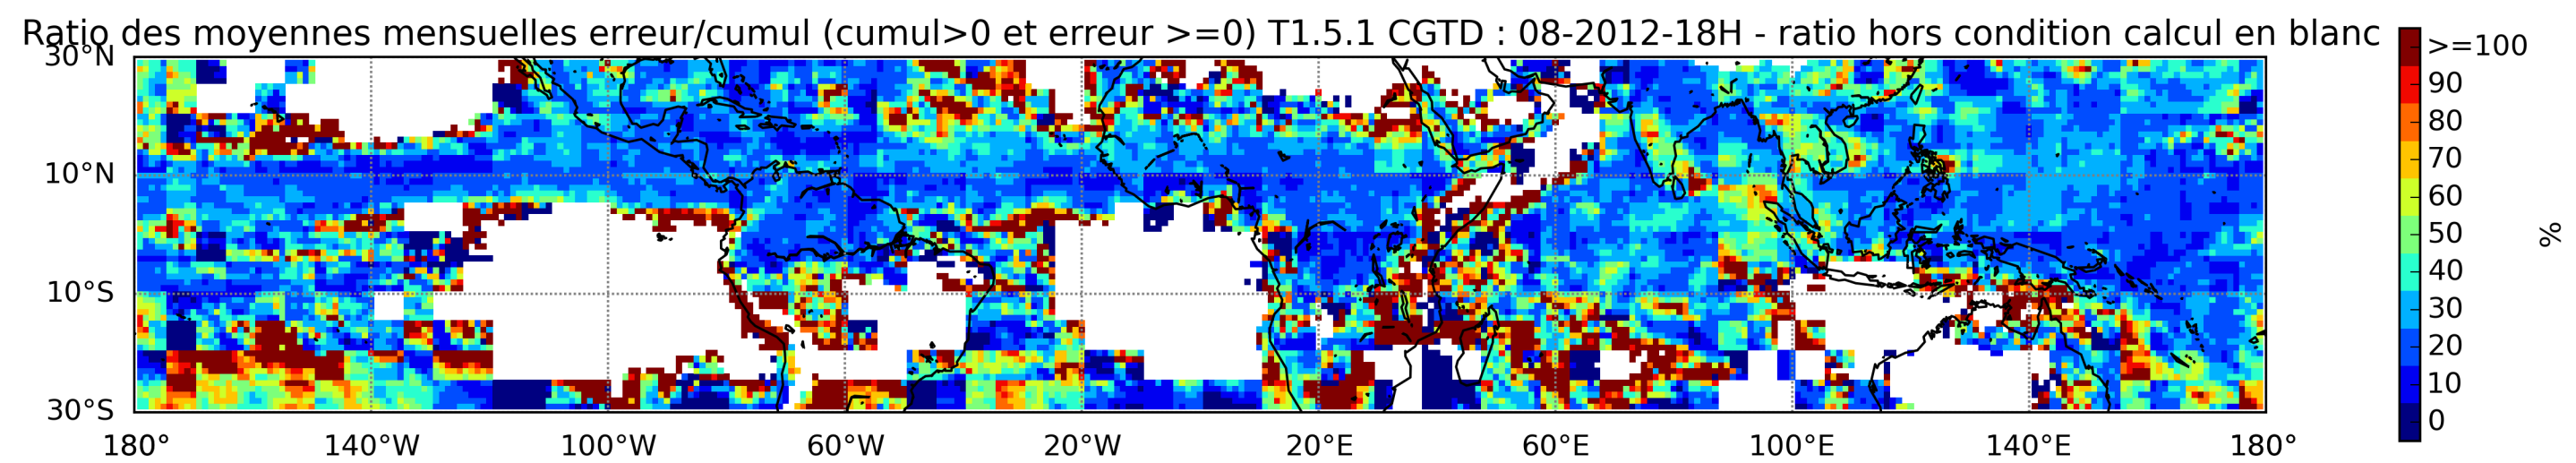 Ratio des moyennes mensuelles erreur/cumul (cumul>0 et erreur >=0) T1.5.1 CGTD : 08-2012-18H - ratio hors condition calcul en blanc
30°N
10°N
10°S
30°S
180° 140°W 100°W 60°W 20°W 20°E 60°E 100°E 140°E 180°
>=100
90
80
70
60
50
40
30
20
10
0
%